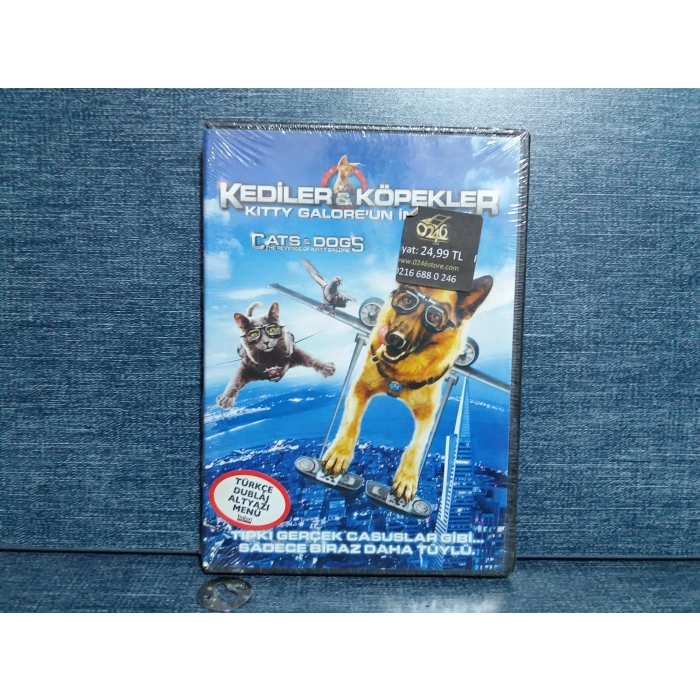 KEDİLER & KÖPEKLER
KITTY GALORE'UN
CATS & DOGS
THE REVENGE OF KITTY GALORE
0246
yat: 24,99 TL
www.0246store.com
0216 688 0 246
TÜRKÇE
DUBLAJ
ALTYAZI
MENÜ
TIPKI GERÇEK CASUSLAR GİBİ...
SADECE BİRAZ DAHA TÜYLÜ.